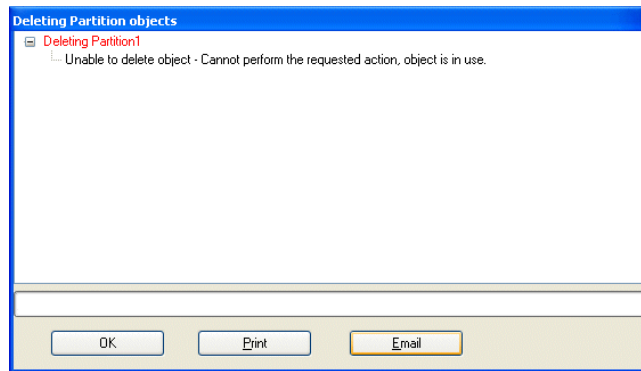 Deleting Partition objects
Deleting Partition1
Unable to delete object - Cannot perform the requested action, object is in use.
OK
Print
Email